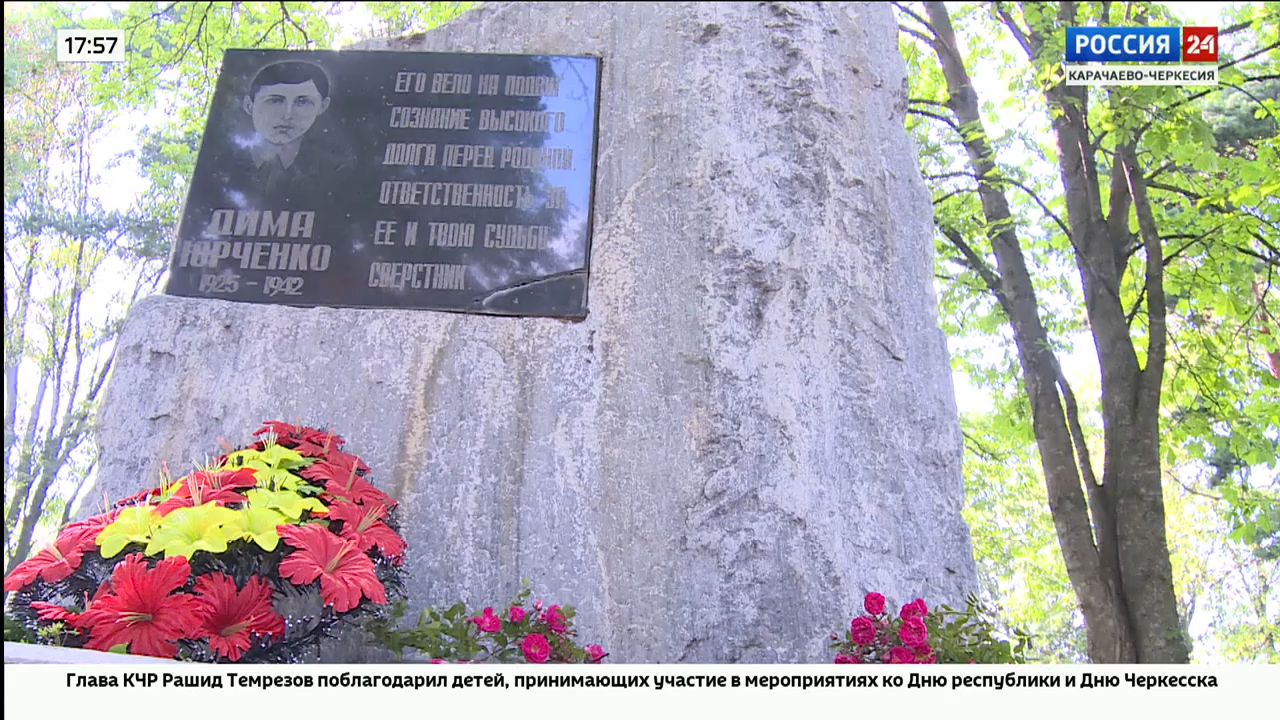 17:57
РОССИЯ 24
КАРАЧАЕВО-ЧЕРКЕСИЯ
ДИМА
ЮРЧЕНКО
1925 - 1942
ЕГО ВЕЛО НА ПОДВИГ
СОЗНАНИЕ ВЫСОКОГО
ДОЛГА ПЕРЕД РОДИНОЙ,
ОТВЕТСТВЕННОСТЬ ЗА
ЕЕ И ТВОЮ СУДЬБУ,
СВЕРСТНИК.
Глава КЧР Рашид Темрезов поблагодарил детей, принимающих участие в мероприятиях ко Дню республики и Дню Черкесска